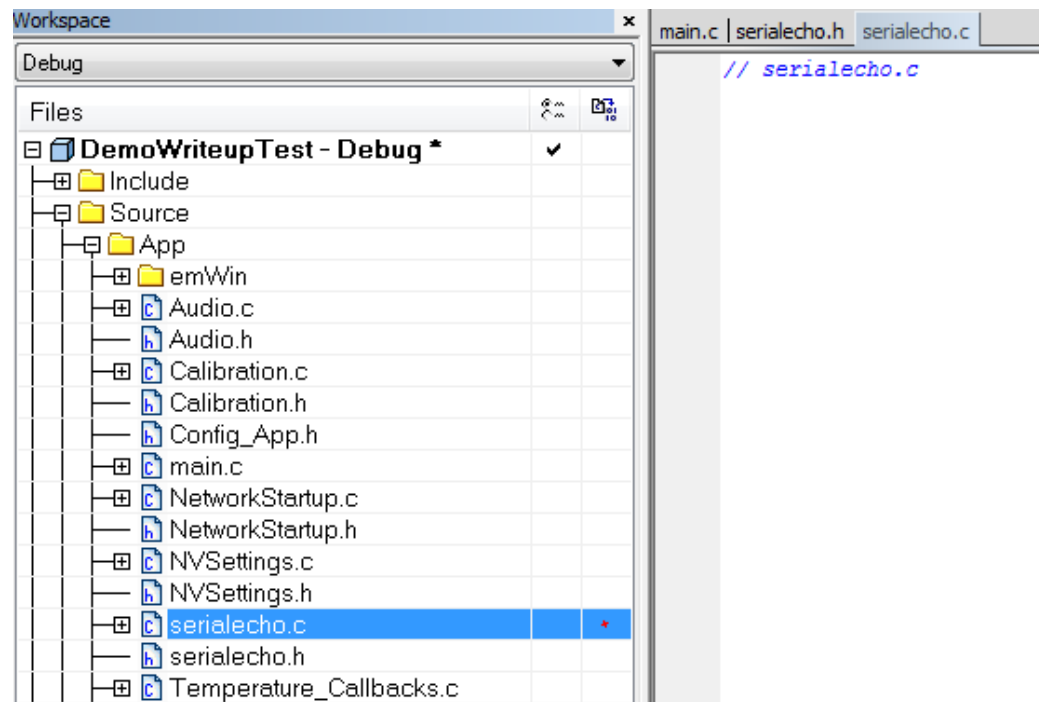 Workspace
Debug
Files
DemoWriteupTest - Debug *
Include
Source
App
emWin
Audio.c
Audio.h
Calibration.c
Calibration.h
Config_App.h
main.c
NetworkStartup.c
NetworkStartup.h
NVSettings.c
NVSettings.h
serialecho.c
serialecho.h
Temperature_Callbacks.c
main.c | serialecho.h serialecho.c
// serialecho.c